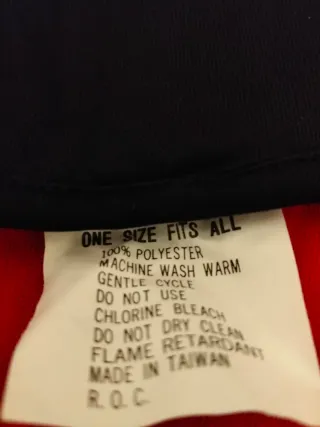 ONE SIZE FITS ALL
100% POLYESTER
MACHINE WASH WARM
GENTLE CYCLE
DO NOT USE
CHLORINE BLEACH
DO NOT DRY CLEAN
FLAME RETARDANT
MADE IN TAIWAN
R. O. C.